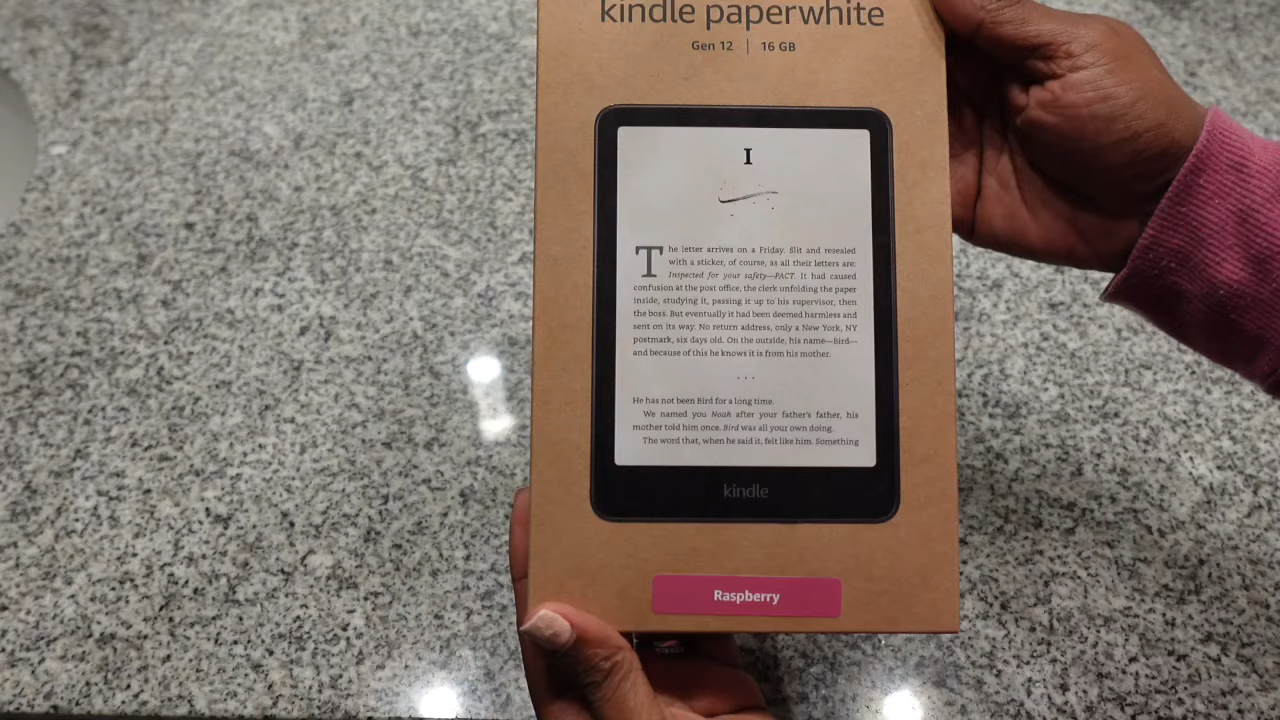 kindle paperwhite
Gen 12 | 16 GB
I
The letter arrives on a Friday. Slit and resealed
with a sticker, of course, as all their letters are:
Inspected for your safety—PACT. It had caused
confusion at the post office, the clerk unfolding the paper
inside, studying it, passing it up to his supervisor, then
the boss. But eventually it had been deemed harmless and
sent on its way. No return address, only a New York, NY
postmark, six days old. On the outside, his name—Bird—
and because of this he knows it is from his mother.
. . .
He has not been Bird for a long time.
We named you Noah after your father's father, his
mother told him once. Bird was all your own doing.
The word that, when he said it, felt like him. Something
kindle
Raspberry